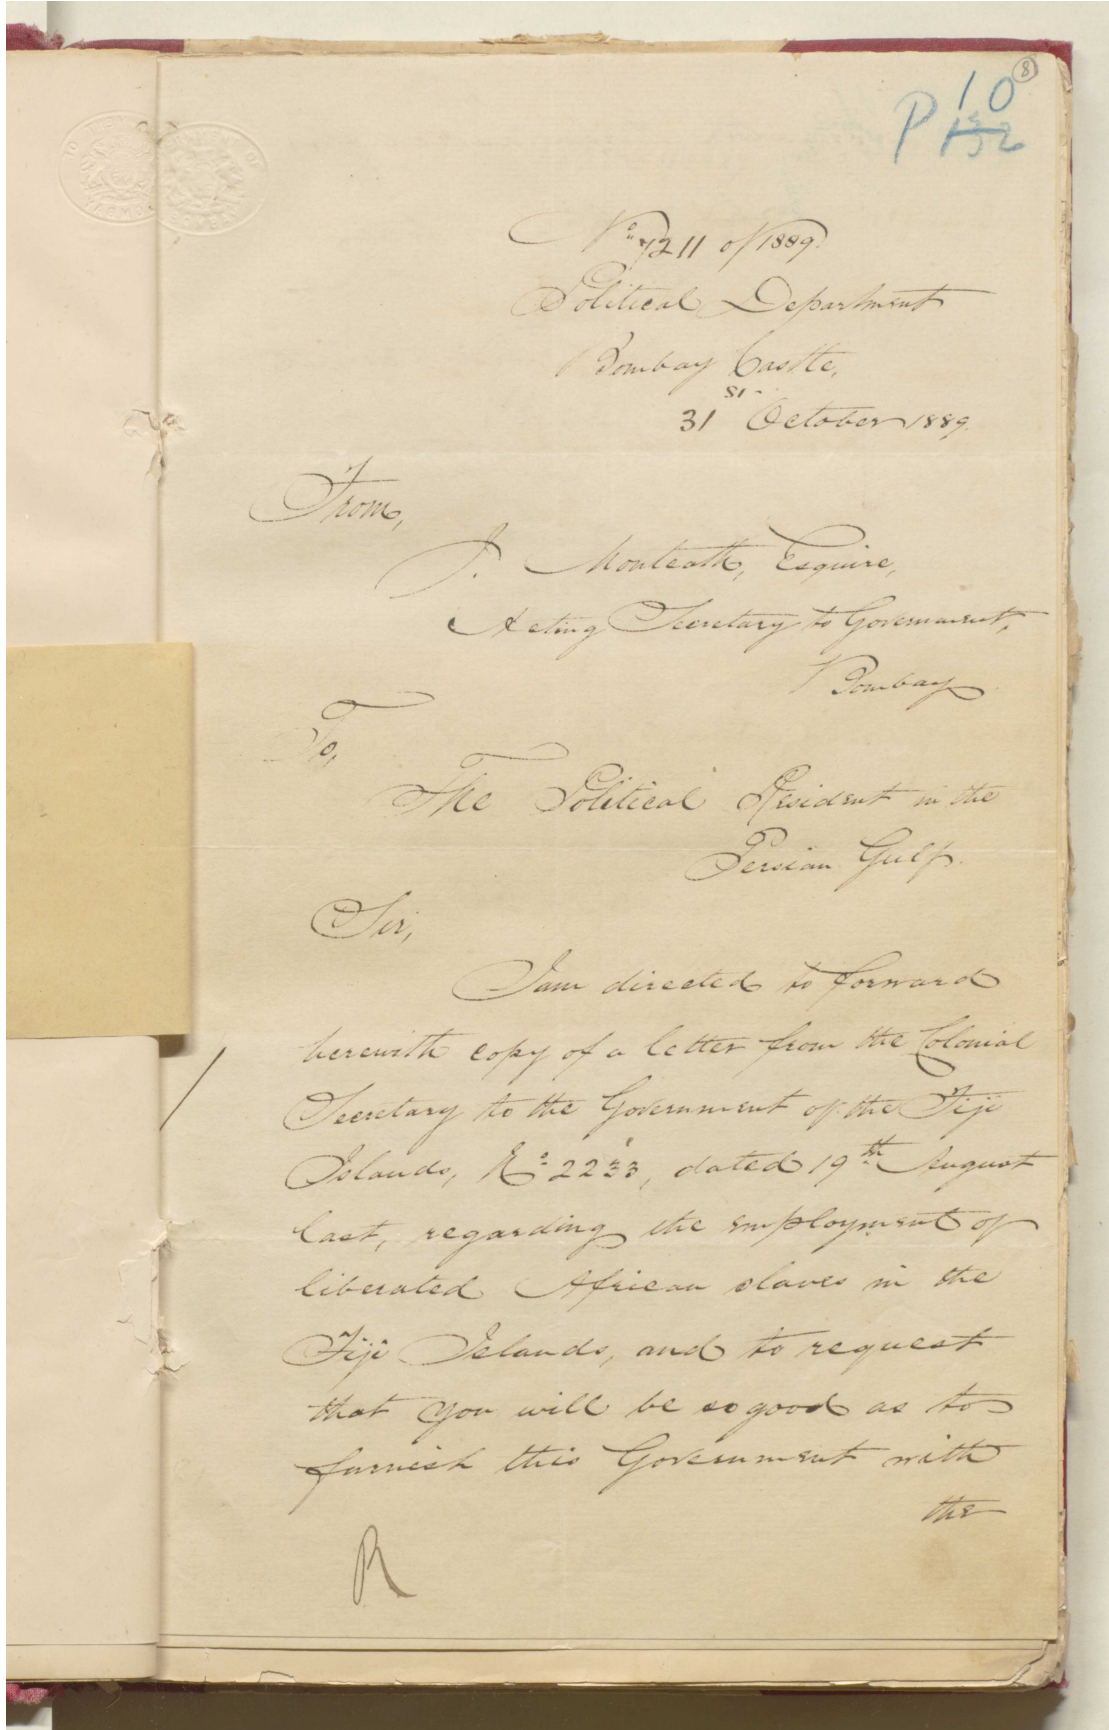 8
P 10
No 7211 of 1889.
Political Department
Bombay Castle,
31st October 1889.
From,
J. Monteath, Esquire,
Acting Secretary to Government,
Bombay.
To,
The Political Resident in the
Persian Gulf.
Sir,
I am directed to forward
herewith copy of a letter from the Colonial
Secretary to the Government of the Fiji
Islands, No 2233, dated 19th August
last, regarding the employment of
liberated African slaves in the
Fiji Islands, and to request
that you will be so good as to
furnish this Government with
the
R